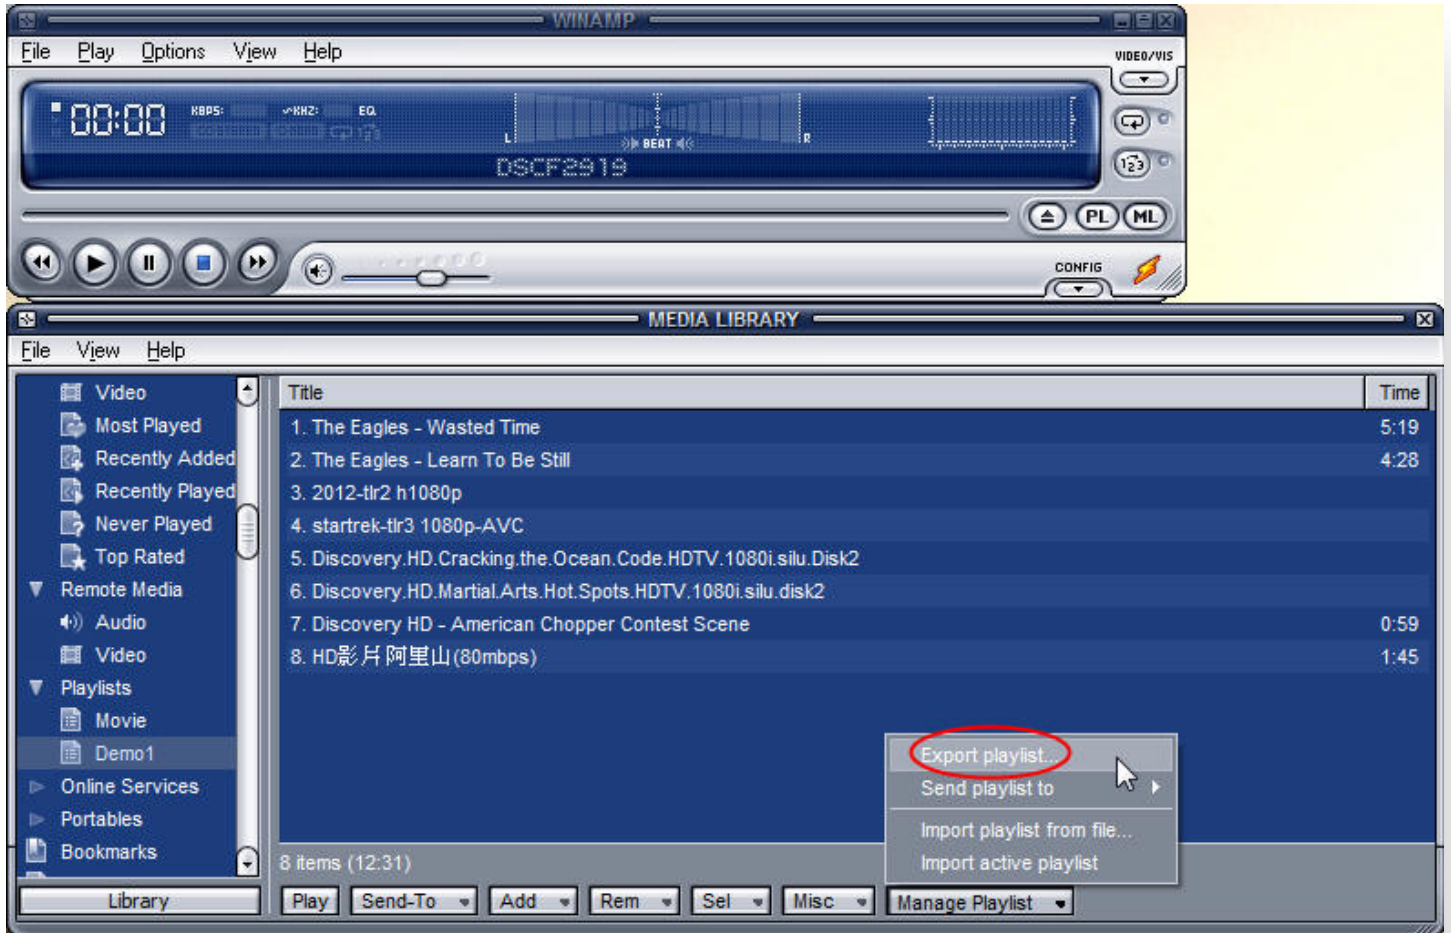 WINAMP
File Play Options View Help
VIDEO/VIS
00:00 KBPS: KHZ: EQ
L R
BEAT
DSCF2919
123
PL ML
CONFIG
MEDIA LIBRARY
File View Help
Title Time
Video
Most Played
Recently Added
Recently Played
Never Played
Top Rated
Remote Media
Audio
Video
Playlists
Movie
Demo1
Online Services
Portables
Bookmarks
Library
1. The Eagles - Wasted Time 5:19
2. The Eagles - Learn To Be Still 4:28
3. 2012-tlr2 h1080p
4. startrek-tlr3 1080p-AVC
5. Discovery.HD.Cracking.the.Ocean.Code.HDTV.1080i.silu.Disk2
6. Discovery.HD.Martial.Arts.Hot.Spots.HDTV.1080i.silu.disk2
7. Discovery HD - American Chopper Contest Scene 0:59
8. HD影片阿里山(80mbps) 1:45
Export playlist...
Send playlist to
Import playlist from file...
Import active playlist
8 items (12:31)
Play Send-To Add Rem Sel Misc Manage Playlist